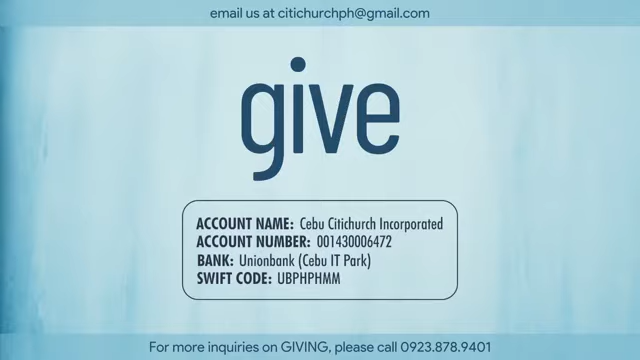 email us at citichurchph@gmail.com
give
ACCOUNT NAME: Cebu Citichurch Incorporated
ACCOUNT NUMBER: 001430006472
BANK: Unionbank (Cebu IT Park)
SWIFT CODE: UBPHPHMM
For more inquiries on GIVING, please call 0923.878.9401